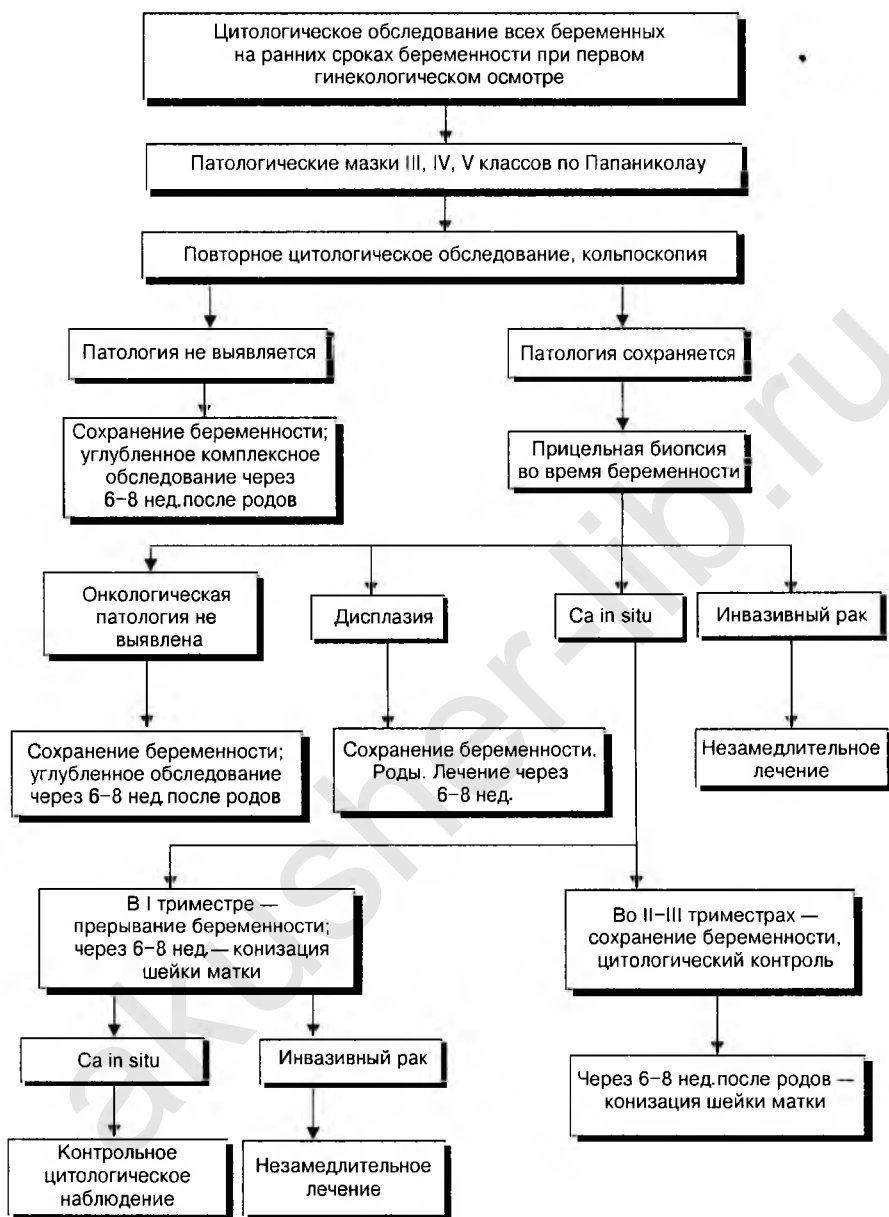 Цитологическое обследование всех беременных
на ранних сроках беременности при первом
гинекологическом осмотре
Патологические мазки III, IV, V классов по Папаниколау
Повторное цитологическое обследование, кольпоскопия
Патология не выявляется
Патология сохраняется
Сохранение беременности;
углубленное комплексное
обследование через
6–8 нед. после родов
Прицельная биопсия
во время беременности
Онкологическая
патология не
выявлена
Дисплазия
Ca in situ
Инвазивный рак
Сохранение беременности;
углубленное обследование
через 6–8 нед. после родов
Сохранение беременности.
Роды. Лечение через
6–8 нед.
Незамедлительное
лечение
В I триместре —
прерывание беременности;
через 6–8 нед. — конизация
шейки матки
Во II–III триместрах —
сохранение беременности,
цитологический контроль
Ca in situ
Инвазивный рак
Через 6–8 нед. после родов —
конизация шейки матки
Контрольное
цитологическое
наблюдение
Незамедлительное
лечение
akusher-lib.ru